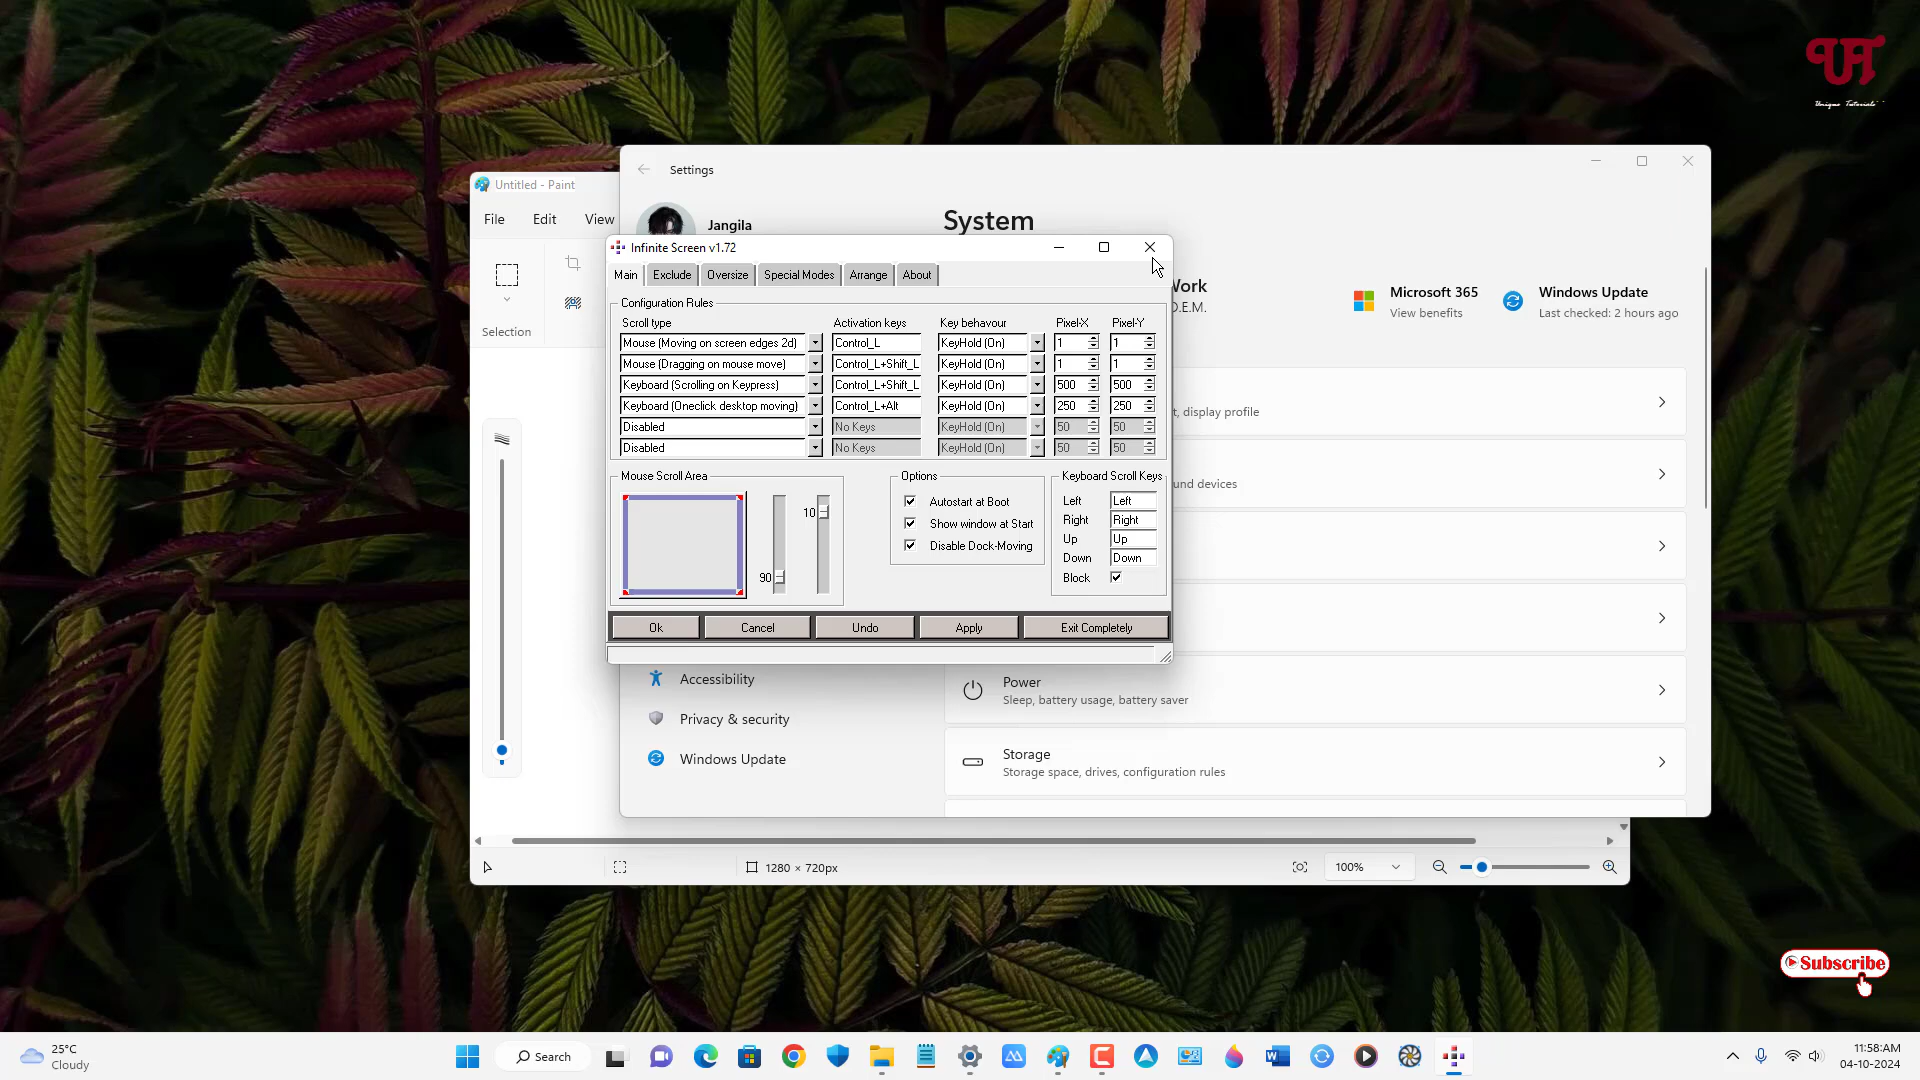 UT
Unique Tutorials
Settings
Untitled - Paint
File
Edit
View
Jangila
System
Infinite Screen v1.72
Main
Exclude
Oversize
Special Modes
Arrange
About
Work
O.E.M.
Microsoft 365
View benefits
Windows Update
Last checked: 2 hours ago
Selection
Configuration Rules
Scroll type
Activation keys
Key behavour
Pixel-X
Pixel-Y
Mouse (Moving on screen edges 2d)
Control_L
KeyHold (On)
1
1
Mouse (Dragging on mouse move)
Control_L+Shift_L
KeyHold (On)
1
1
Keyboard (Scrolling on Keypress)
Control_L+Shift_L
KeyHold (On)
500
500
Keyboard (Oneclick desktop moving)
Control_L+Alt
KeyHold (On)
250
250
Disabled
No Keys
KeyHold (On)
50
50
Disabled
No Keys
KeyHold (On)
50
50
t, display profile
und devices
Mouse Scroll Area
10
90
Options
Autostart at Boot
Show window at Start
Disable Dock-Moving
Keyboard Scroll Keys
Left
Left
Right
Right
Up
Up
Down
Down
Block
Ok
Cancel
Undo
Apply
Exit Completely
Accessibility
Privacy & security
Windows Update
Power
Sleep, battery usage, battery saver
Storage
Storage space, drives, configuration rules
1280 × 720px
100%
Subscribe
25°C
Cloudy
Search
11:58:AM
04-10-2024